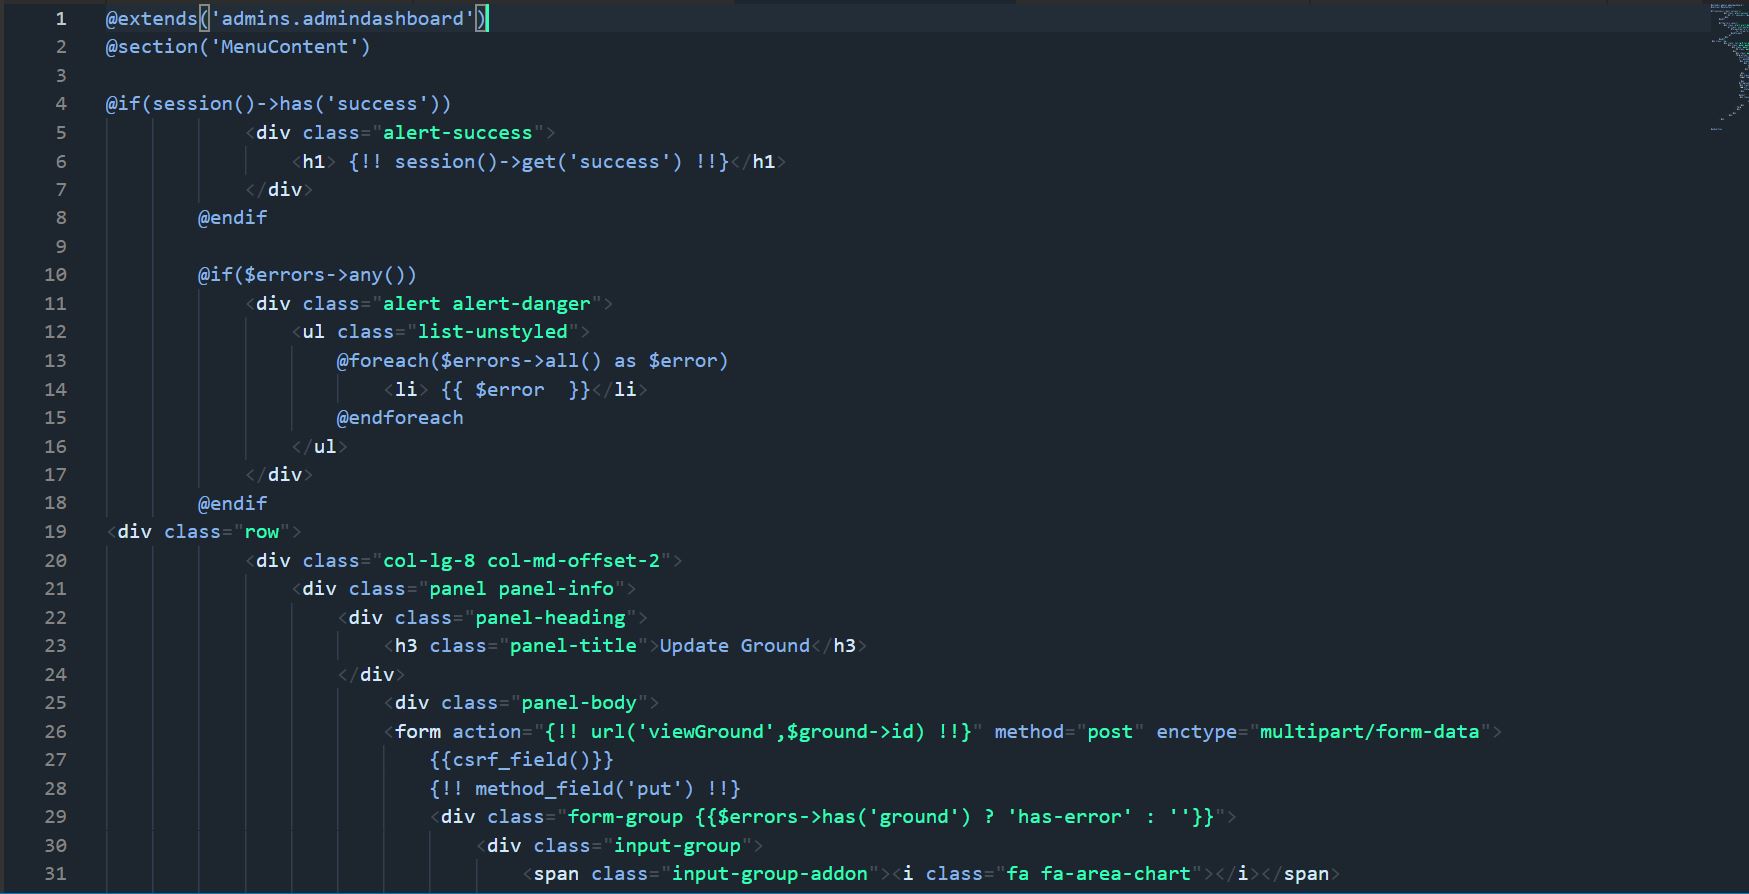 1 @extends('admins.admindashboard')
2 @section('MenuContent')
3
4 @if(session()->has('success'))
5 <div class="alert-success">
6 <h1> {!! session()->get('success') !!}</h1>
7 </div>
8 @endif
9
10 @if($errors->any())
11 <div class="alert alert-danger">
12 <ul class="list-unstyled">
13 @foreach($errors->all() as $error)
14 <li> {{ $error  }}</li>
15 @endforeach
16 </ul>
17 </div>
18 @endif
19 <div class="row">
20 <div class="col-lg-8 col-md-offset-2">
21 <div class="panel panel-info">
22 <div class="panel-heading">
23 <h3 class="panel-title">Update Ground</h3>
24 </div>
25 <div class="panel-body">
26 <form action="{!! url('viewGround',$ground->id) !!}" method="post" enctype="multipart/form-data">
27 {{csrf_field()}}
28 {!! method_field('put') !!}
29 <div class="form-group {{$errors->has('ground') ? 'has-error' : ''}}">
30 <div class="input-group">
31 <span class="input-group-addon"><i class="fa fa-area-chart"></i></span>